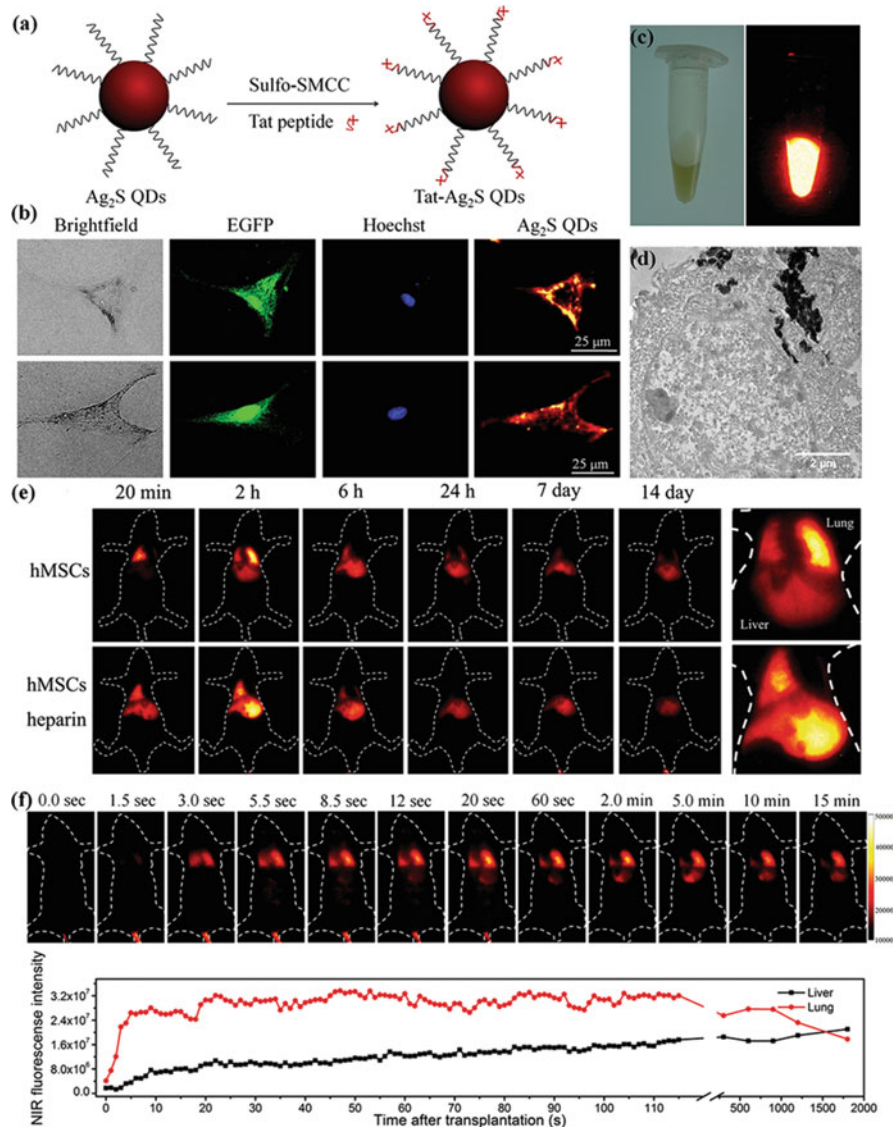 (a)
Sulfo-SMCC
Tat peptide
Ag₂S QDs
Tat-Ag₂S QDs
(c)
(b)
Brightfield EGFP Hoechst Ag₂S QDs
25 μm
25 μm
(d)
2 μm
(e)
20 min 2 h 6 h 24 h 7 day 14 day
hMSCs
Lung
Liver
hMSCs
heparin
(f)
0.0 sec 1.5 sec 3.0 sec 5.5 sec 8.5 sec 12 sec 20 sec 60 sec 2.0 min 5.0 min 10 min 15 min
50000
40000
30000
20000
10000
NIR fluorescense intensity
3.2x10⁷
2.4x10⁷
1.6x10⁷
8.0x10⁶
0.0
Liver
Lung
0 10 20 30 40 50 60 70 80 90 100 110 500 1000 1500 2000
Time after transplantation (s)